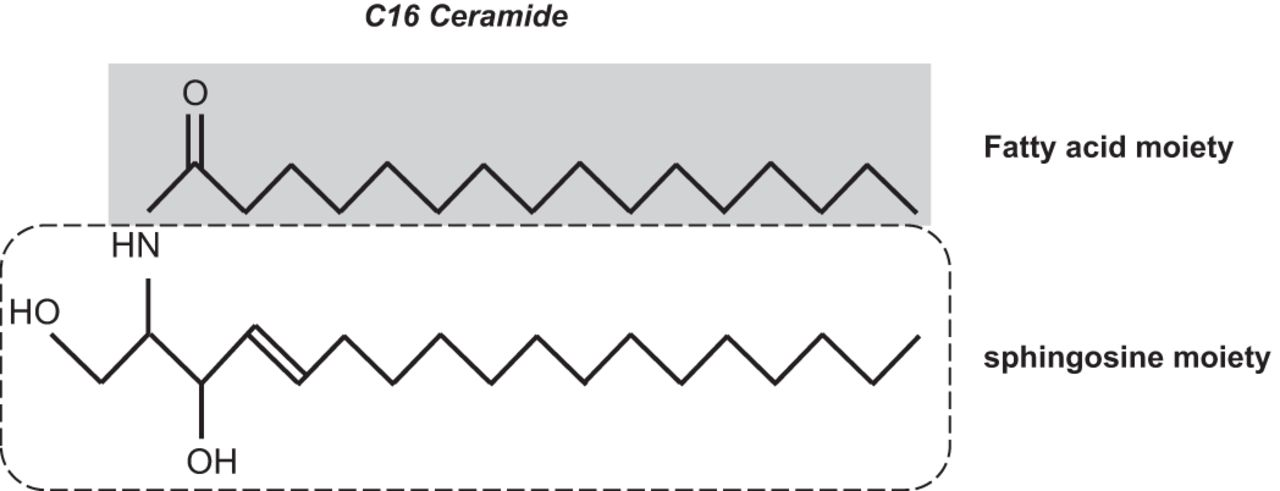 C16 Ceramide
O
Fatty acid moiety
HN
HO
sphingosine moiety
OH